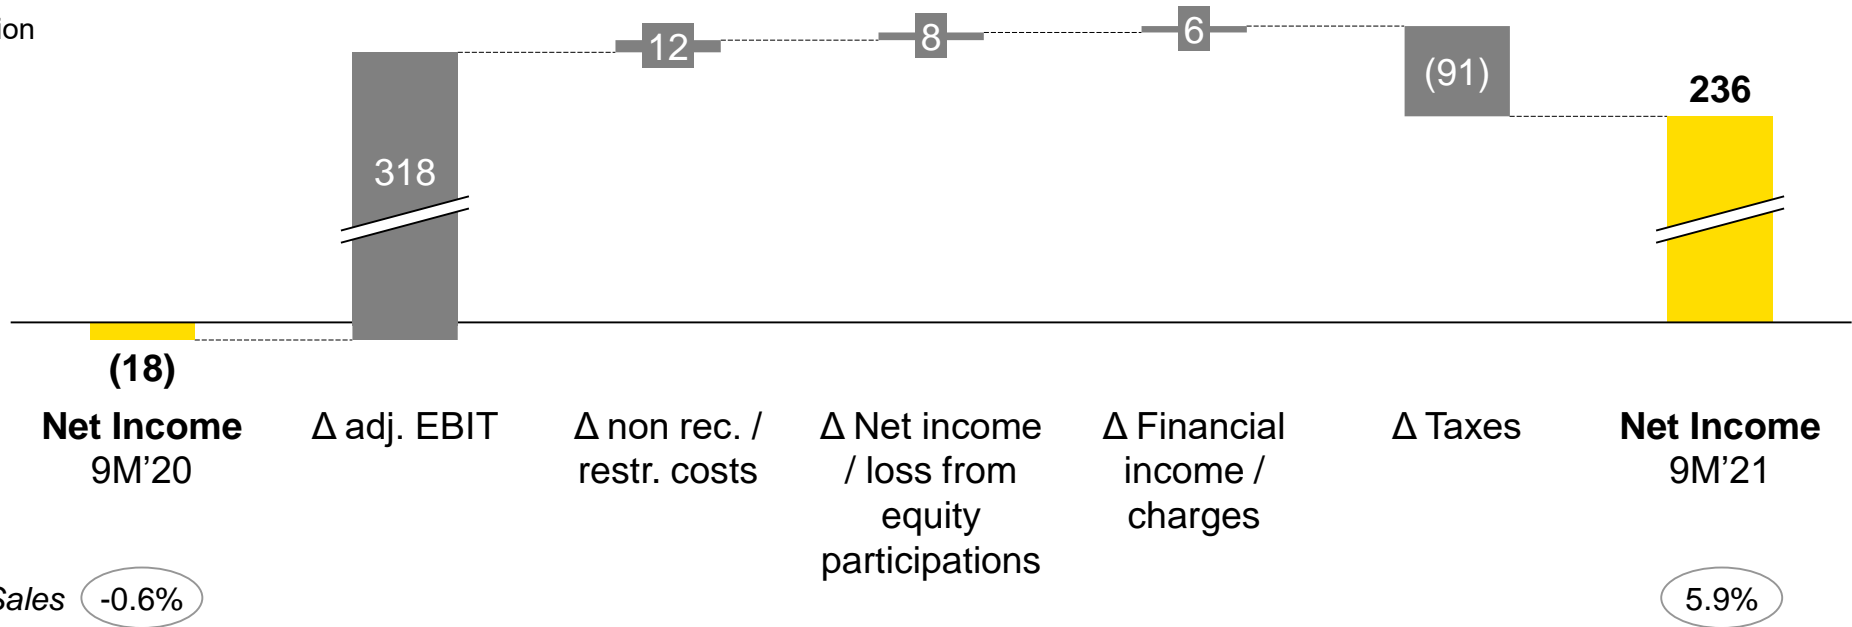 12
8
6
318
(91)
236
(18)
Net Income
9M’20
Δ adj. EBIT
Δ non rec. /
restr. costs
Δ Net income
/ loss from
equity
participations
Δ Financial
income /
charges
Δ Taxes
Net Income
9M’21
Sales
-0.6%
5.9%